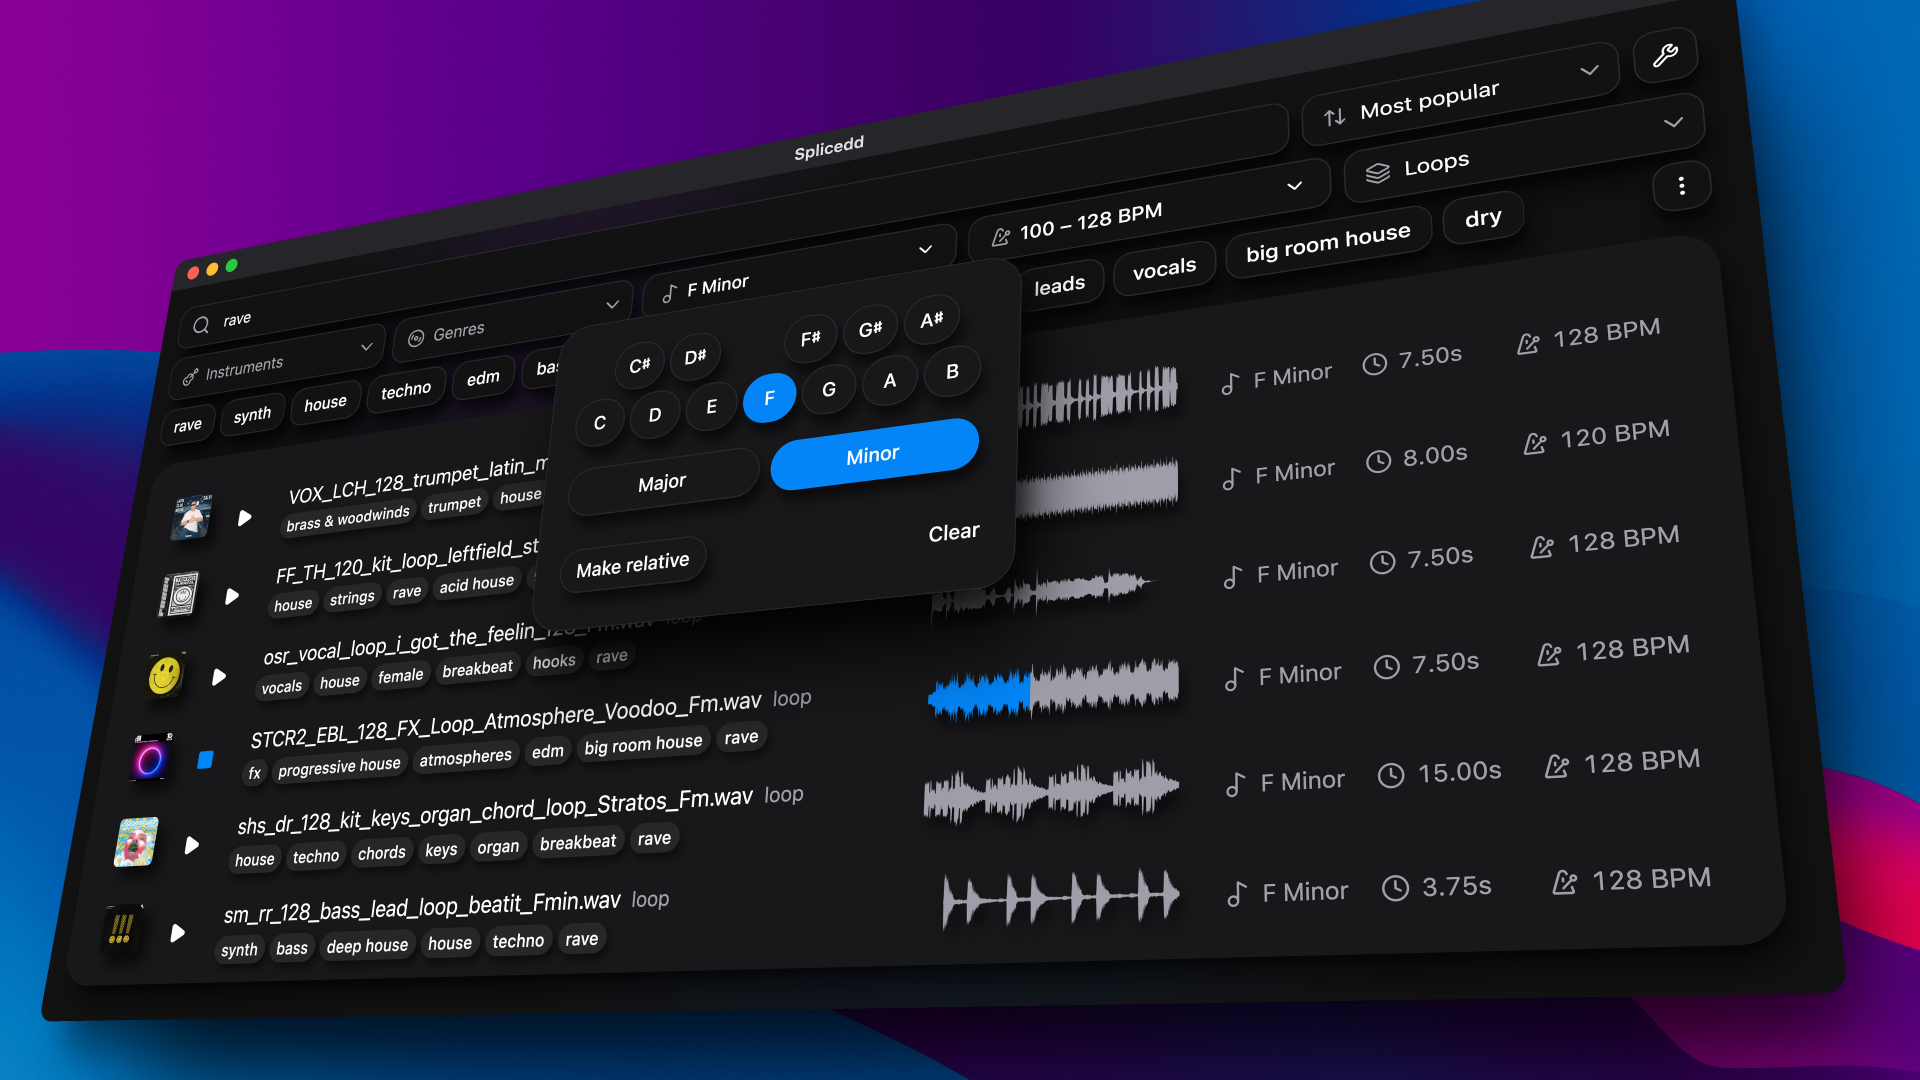 Splicedd
rave
Most popular
Instruments
Genres
F Minor
100 – 128 BPM
Loops
rave synth house techno edm
leads vocals big room house dry
C# D# F# G# A#
C D E F G A B
Major Minor
Clear
Make relative
VOX_LCH_128_trumpet_latin_
brass & woodwinds trumpet house
F Minor 7.50s 128 BPM
FF_TH_120_kit_loop_leftfield_st
house strings rave acid house
F Minor 8.00s 120 BPM
osr_vocal_loop_i_got_the_feelin_128_Fm.wav loop
vocals house female breakbeat hooks rave
F Minor 7.50s 128 BPM
STCR2_EBL_128_FX_Loop_Atmosphere_Voodoo_Fm.wav loop
fx progressive house atmospheres edm big room house rave
F Minor 7.50s 128 BPM
shs_dr_128_kit_keys_organ_chord_loop_Stratos_Fm.wav loop
house techno chords keys organ breakbeat rave
F Minor 15.00s 128 BPM
sm_rr_128_bass_lead_loop_beatit_Fmin.wav loop
synth bass deep house house techno rave
F Minor 3.75s 128 BPM